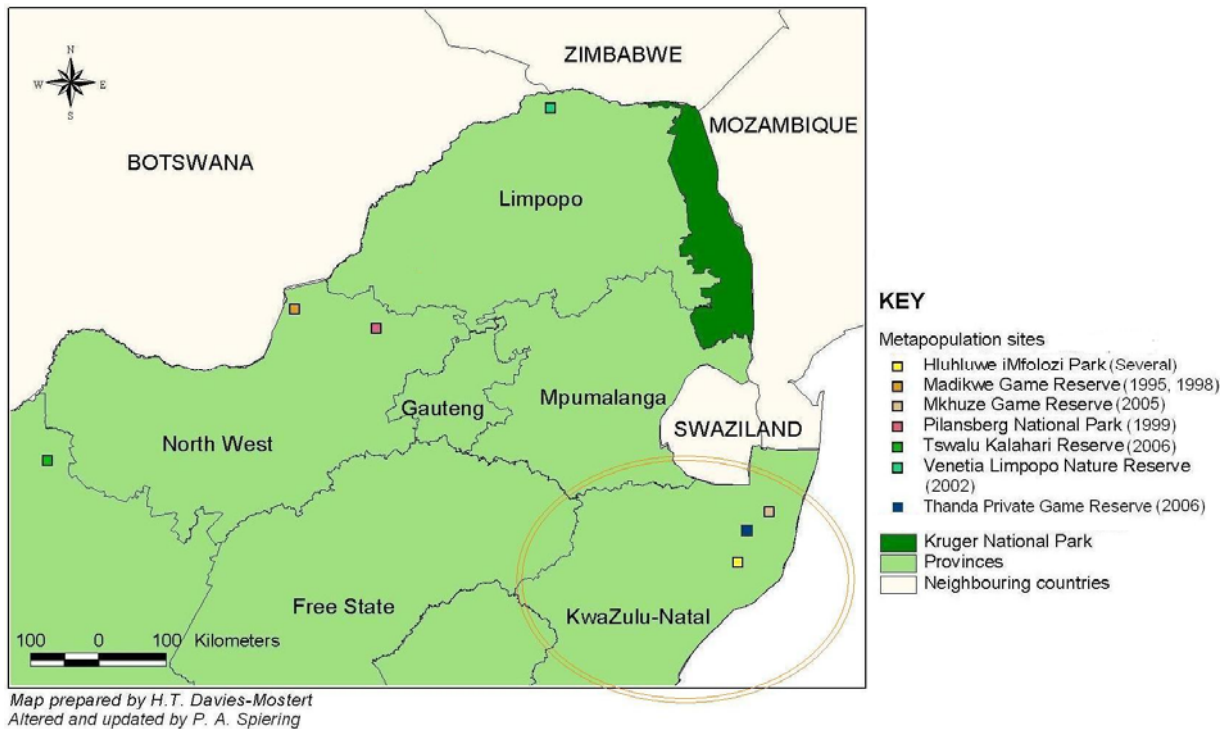 N
W E
S
ZIMBABWE
MOZAMBIQUE
BOTSWANA
Limpopo
Gauteng
Mpumalanga
North West
SWAZILAND
Free State
KwaZulu-Natal
100 0 100 Kilometers
KEY
Metapopulation sites
Hluhluwe iMfolozi Park (Several)
Madikwe Game Reserve (1995, 1998)
Mkhuze Game Reserve (2005)
Pilansberg National Park (1999)
Tswalu Kalahari Reserve (2006)
Venetia Limpopo Nature Reserve
(2002)
Thanda Private Game Reserve (2006)
Kruger National Park
Provinces
Neighbouring countries
Map prepared by H.T. Davies-Mostert
Altered and updated by P. A. Spiering